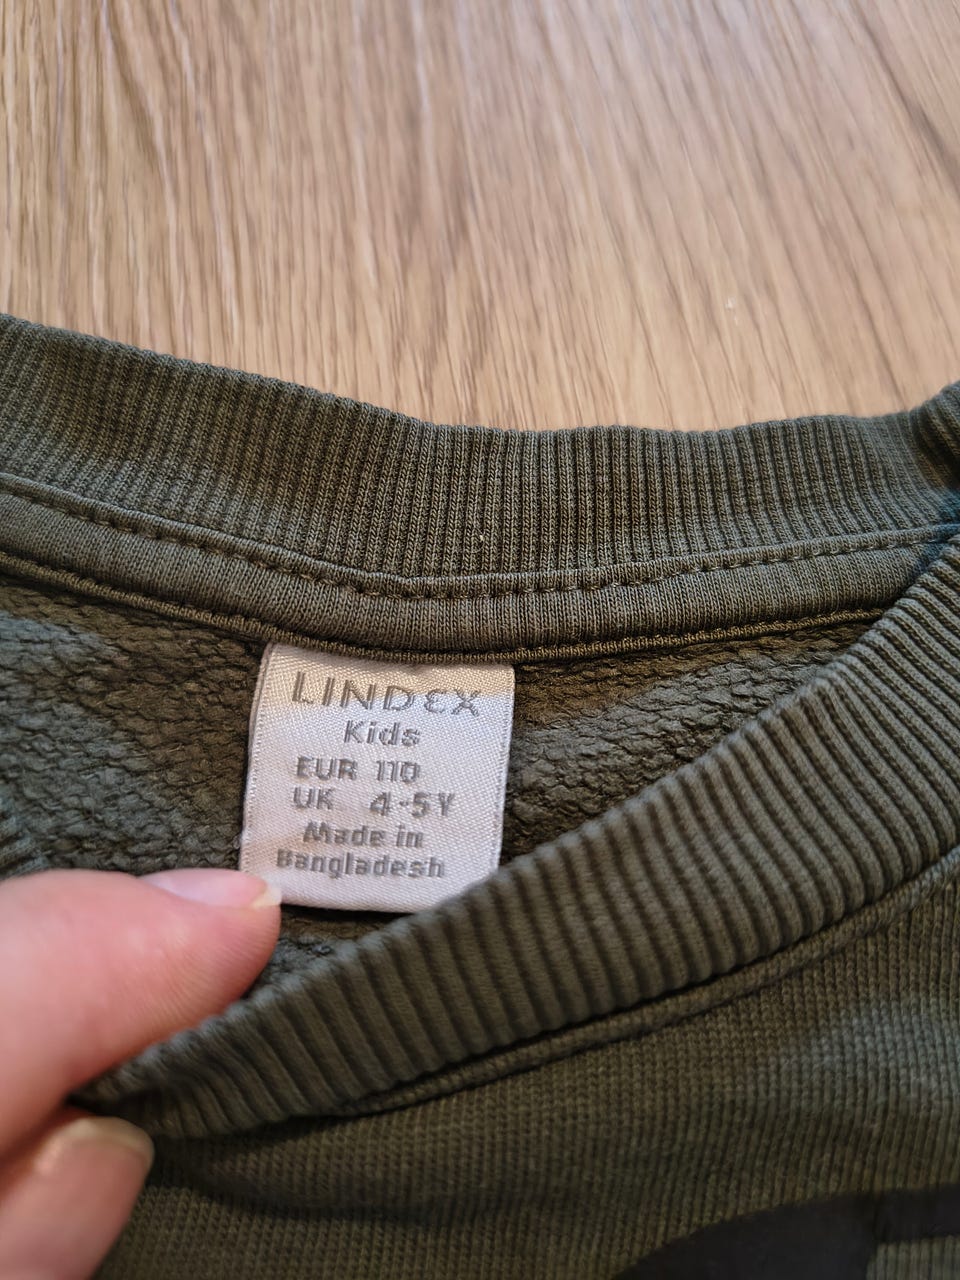 LINDEX
Kids
EUR 110
UK 4-5Y
Made in
Bangladesh